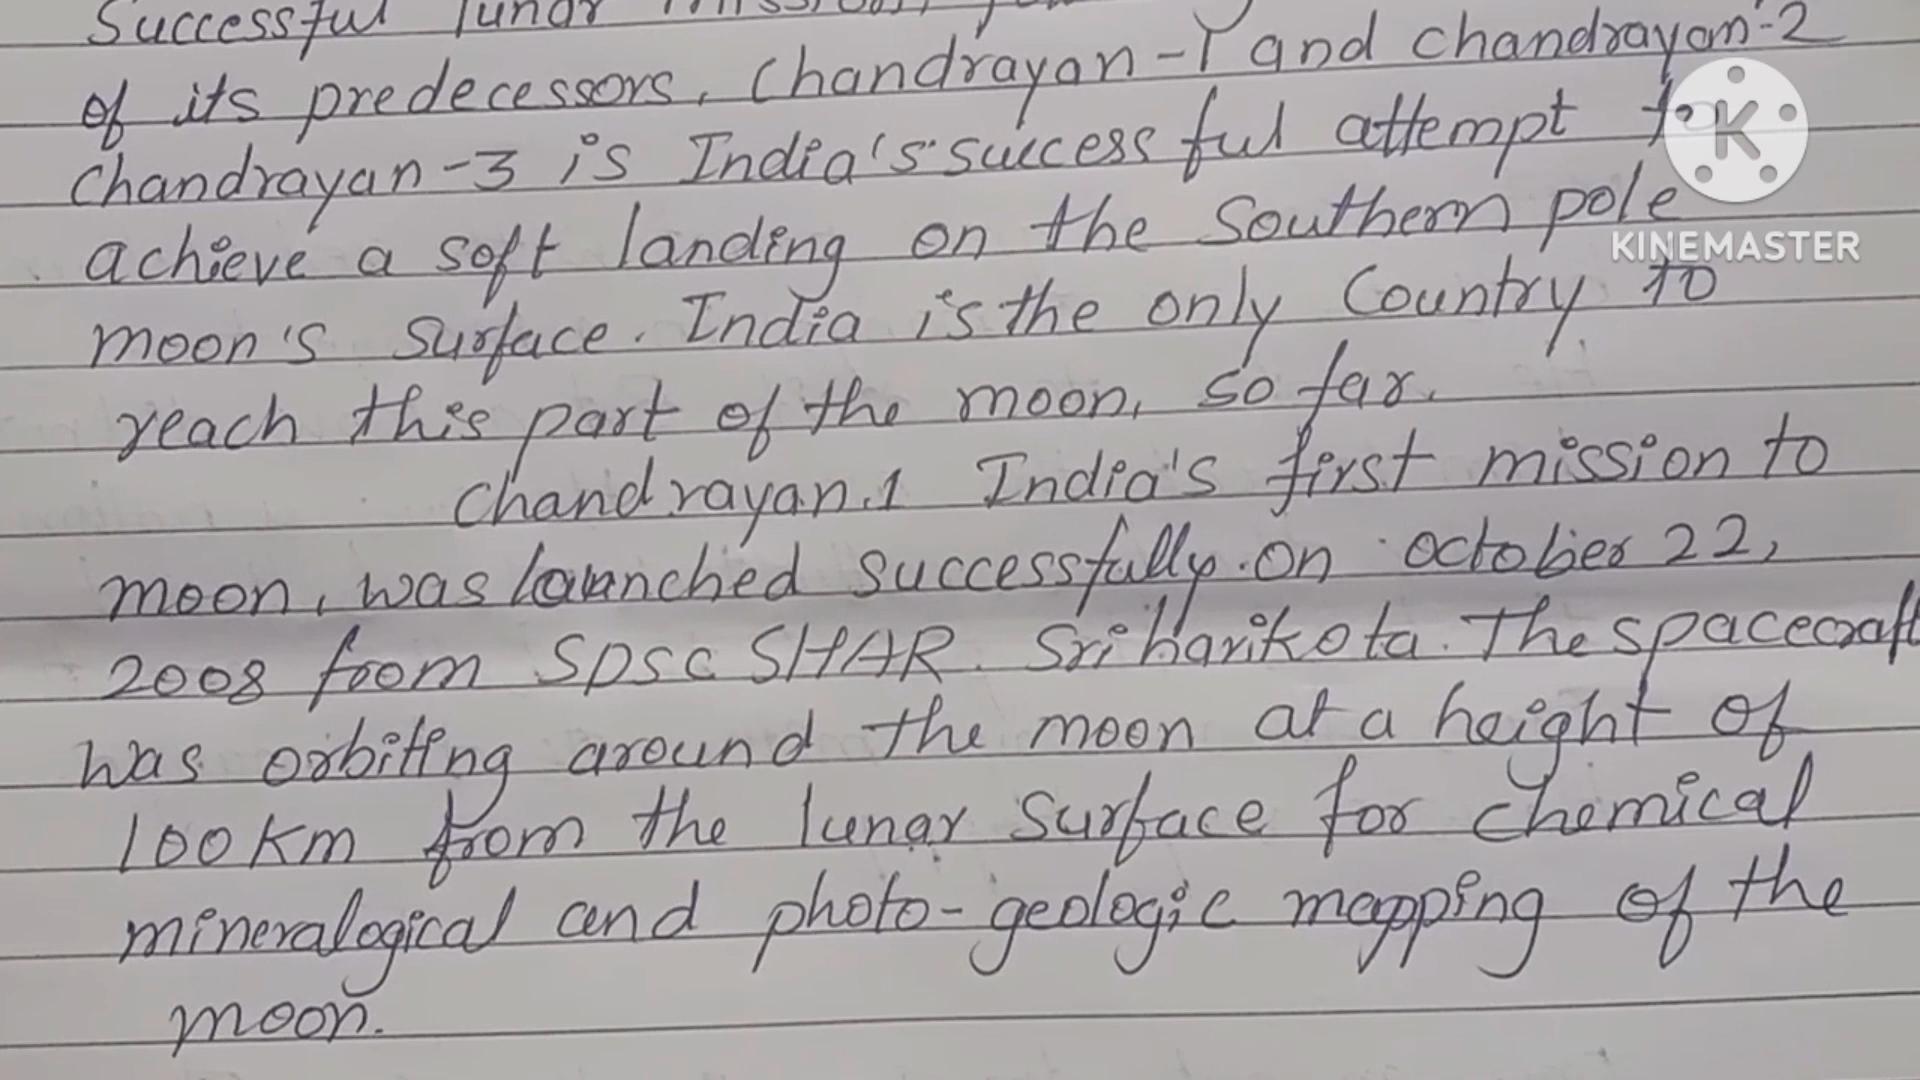 Successful lunar mission,
of its predecessors, Chandrayan-1 and chandrayan-2
Chandrayan-3 is India's successful attempt to
achieve a soft landing on the Southern pole
moon's surface. India is the only Country to
reach this part of the moon, so far.
Chandrayan.1 India's first mission to
moon, was launched successfully on october 22,
2008 from SDSC SHAR. Sriharikota. The spacecraft
was orbiting around the moon at a height of
100 Km from the lunar surface for chemical
mineralogical and photo-geologic mapping of the
moon.
K
KINEMASTER